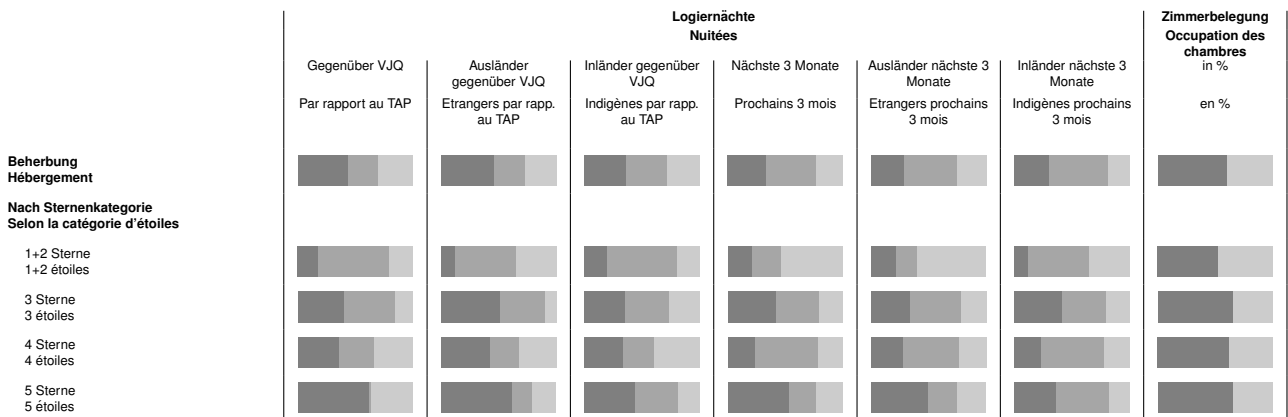 Logiernächte
Nuitées
Zimmerbelegung
Occupation des
chambres
Gegenüber VJQ
Ausländer
gegenüber VJQ
Inländer gegenüber
VJQ
Nächste 3 Monate
Ausländer nächste 3
Monate
Inländer nächste 3
Monate
in %
Par rapport au TAP
Etrangers par rapp.
au TAP
Indigènes par rapp.
au TAP
Prochains 3 mois
Etrangers prochains
3 mois
Indigènes prochains
3 mois
en %
Beherbung
Hébergement
Nach Sternenkategorie
Selon la catégorie d'étoiles
1+2 Sterne
1+2 étoiles
3 Sterne
3 étoiles
4 Sterne
4 étoiles
5 Sterne
5 étoiles